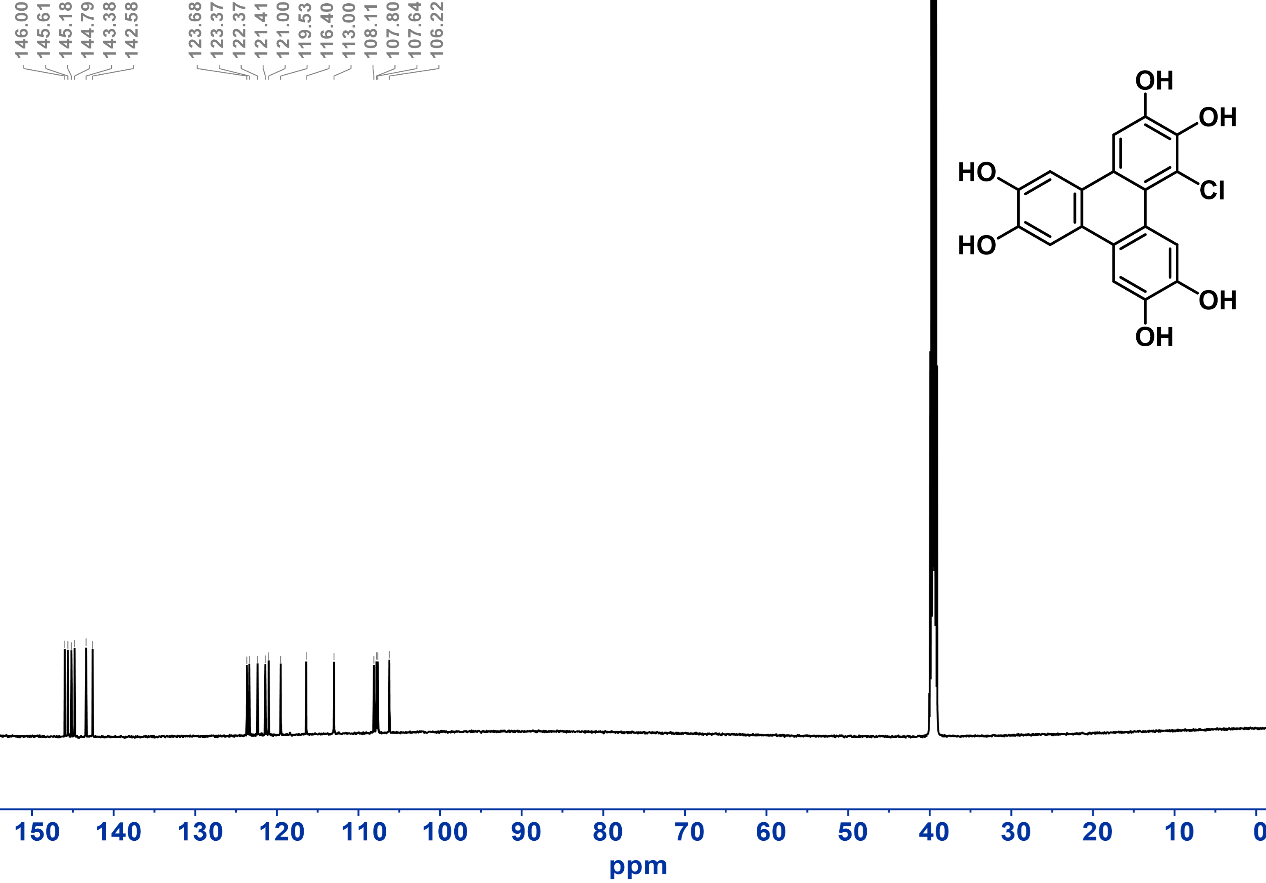 146.00
145.61
145.18
144.79
143.38
142.58
123.68
123.37
122.37
121.41
121.00
119.53
116.40
113.00
108.11
107.80
107.64
106.22
OH
OH
HO
Cl
HO
OH
OH
150 140 130 120 110 100 90 80 70 60 50 40 30 20 10 0
ppm